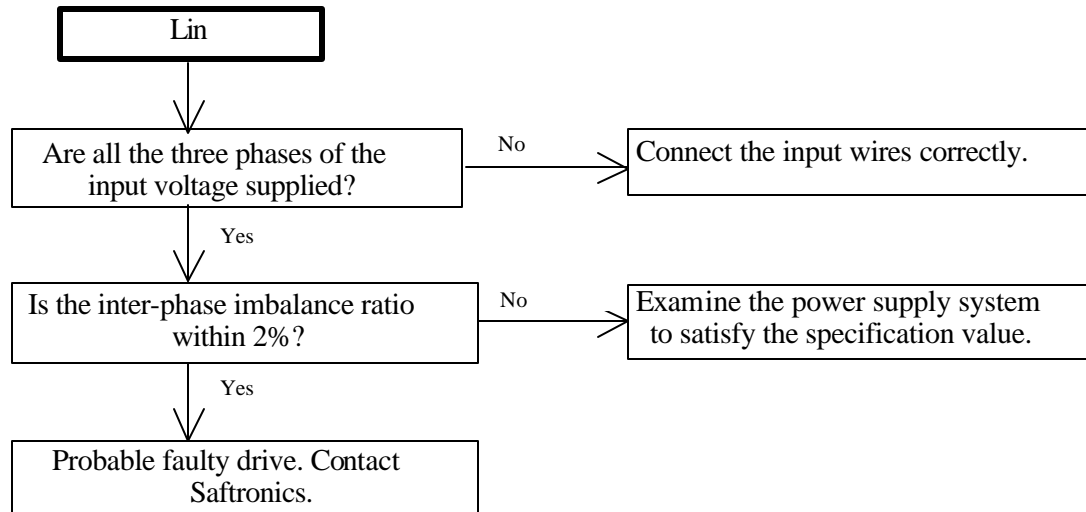 Lin
Are all the three phases of the
input voltage supplied?
No
Connect the input wires correctly.
Yes
Is the inter-phase imbalance ratio
within 2%?
No
Examine the power supply system
to satisfy the specification value.
Yes
Probable faulty drive. Contact
Saftronics.